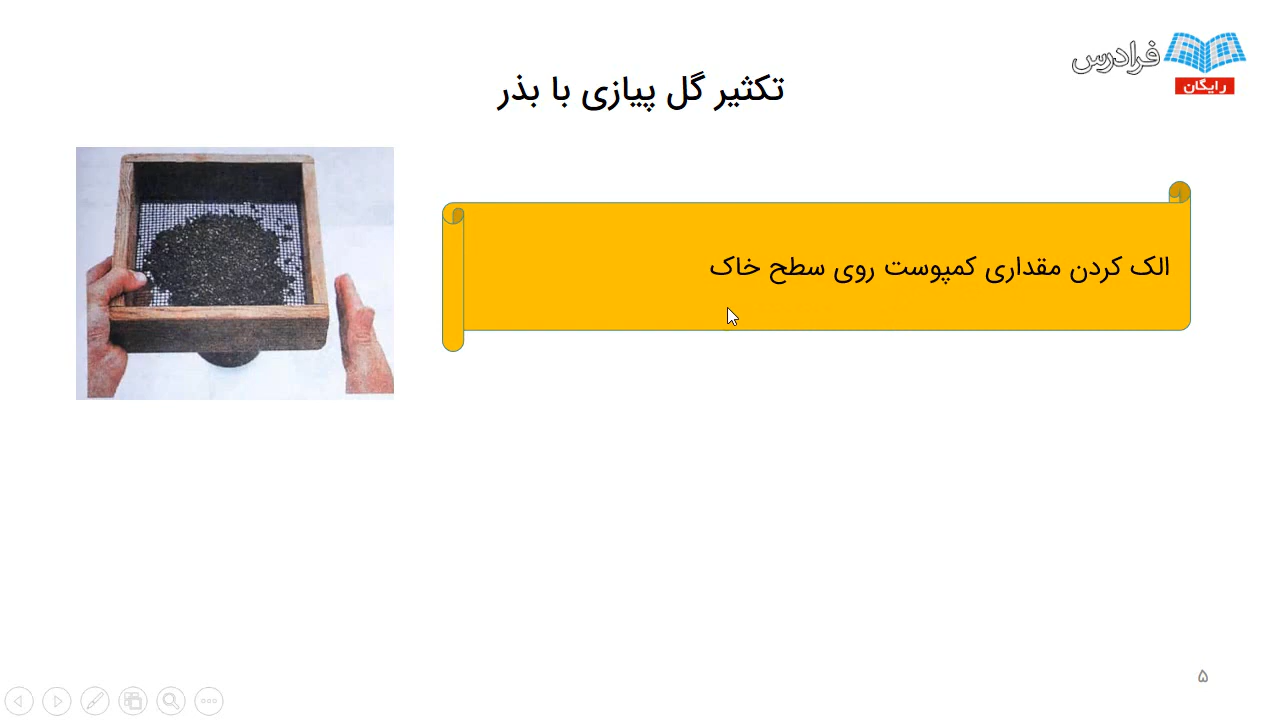 فرادرس
رایگان
تکثیر گل پیازی با بذر
الک کردن مقداری کمپوست روی سطح خاک
۵